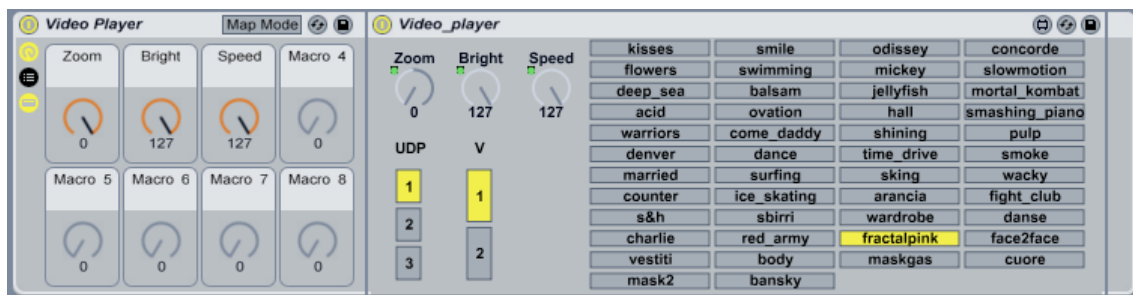 Video Player Map Mode
Zoom Bright Speed Macro 4
0 127 127 0
Macro 5 Macro 6 Macro 7 Macro 8
0 0 0 0
Video_player
Zoom Bright Speed
0 127 127
UDP V
1 1
2 2
3
kisses smile odissey concorde
flowers swimming mickey slowmotion
deep_sea balsam jellyfish mortal_kombat
acid ovation hall smashing_piano
warriors come_daddy shining pulp
denver dance time_drive smoke
married surfing sking wacky
counter ice_skating arancia fight_club
s&h sbirri wardrobe danse
charlie red_army fractalpink face2face
vestiti body maskgas cuore
mask2 bansky